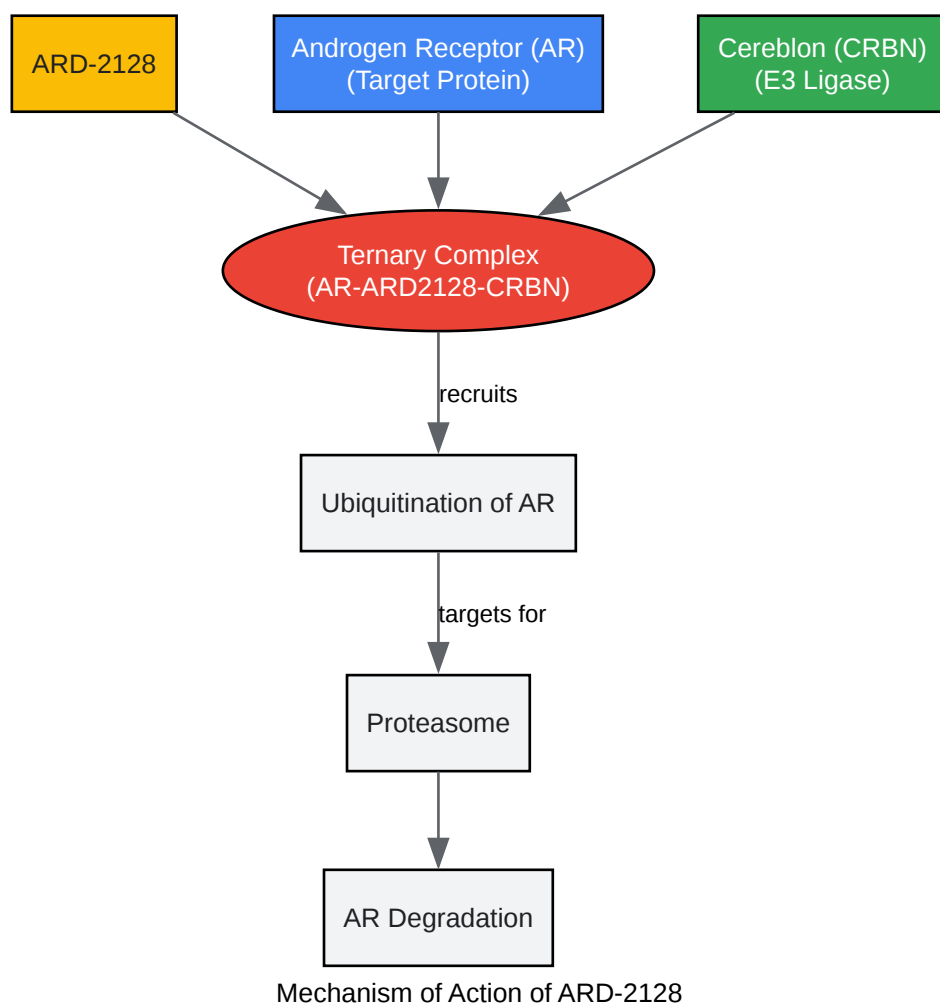 ARD-2128
Androgen Receptor (AR)
(Target Protein)
Cereblon (CRBN)
(E3 Ligase)
Ternary Complex
(AR-ARD2128-CRBN)
recruits
Ubiquitination of AR
targets for
Proteasome
AR Degradation
Mechanism of Action of ARD-2128